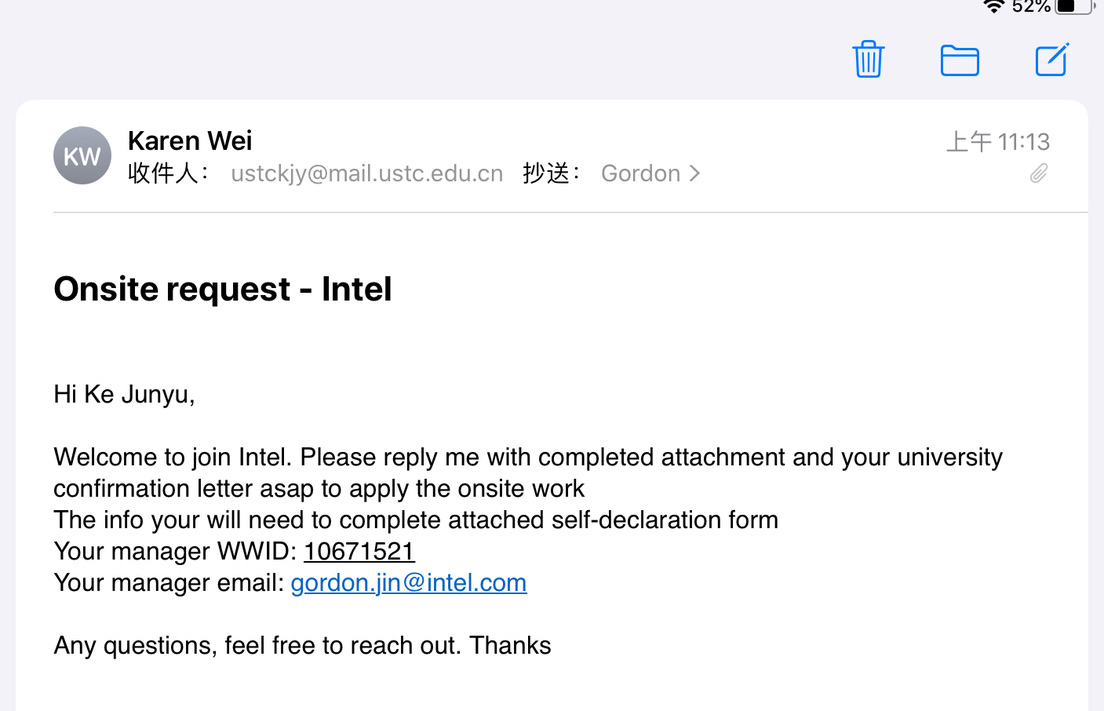 52%
KW
Karen Wei
上午 11:13
收件人： ustckjy@mail.ustc.edu.cn 抄送： Gordon
Onsite request - Intel
Hi Ke Junyu,
Welcome to join Intel. Please reply me with completed attachment and your university
confirmation letter asap to apply the onsite work
The info your will need to complete attached self-declaration form
Your manager WWID: 10671521
Your manager email: gordon.jin@intel.com
Any questions, feel free to reach out. Thanks